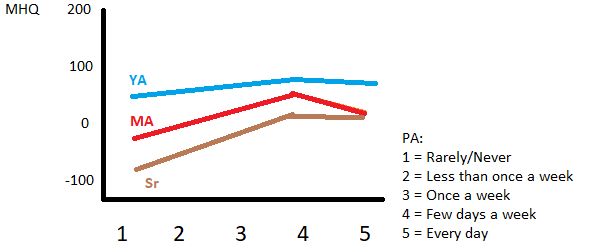 MHQ
200
100
0
-100
YA
MA
Sr
1 2 3 4 5
PA:
1 = Rarely/Never
2 = Less than once a week
3 = Once a week
4 = Few days a week
5 = Every day